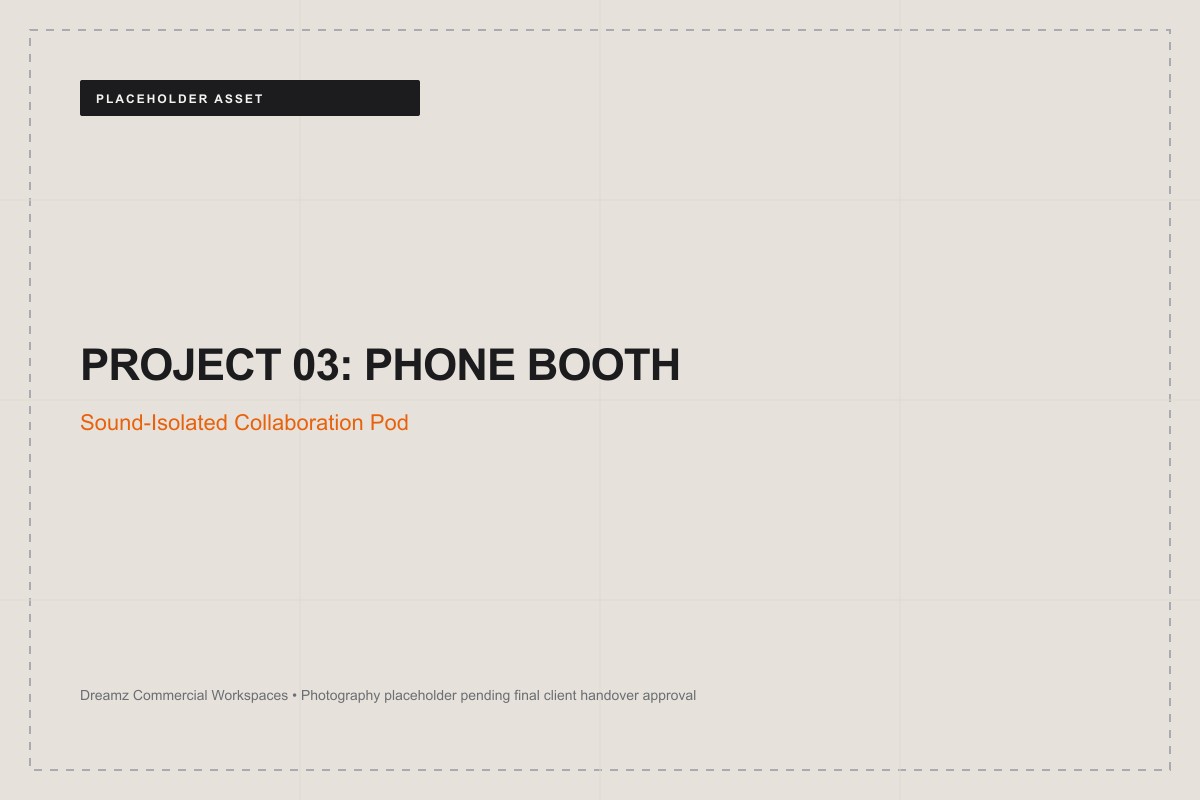 PLACEHOLDER ASSET
PROJECT 03: PHONE BOOTH
Sound-Isolated Collaboration Pod
Dreamz Commercial Workspaces • Photography placeholder pending final client handover approval